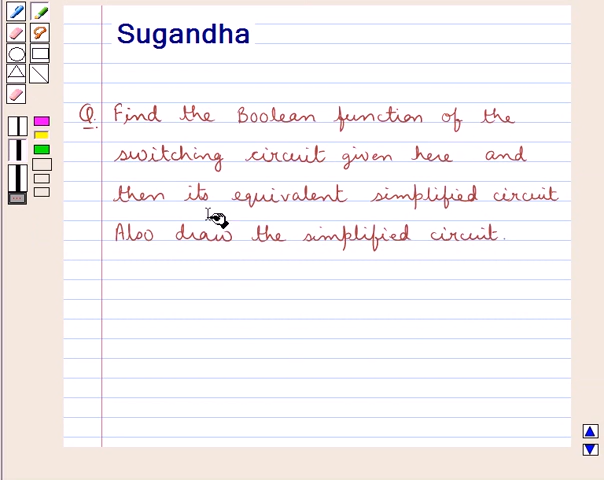 Sugandha
Q. Find the Boolean function of the
switching circuit given here and
then its equivalent simplified circuit
Also draw the simplified circuit.